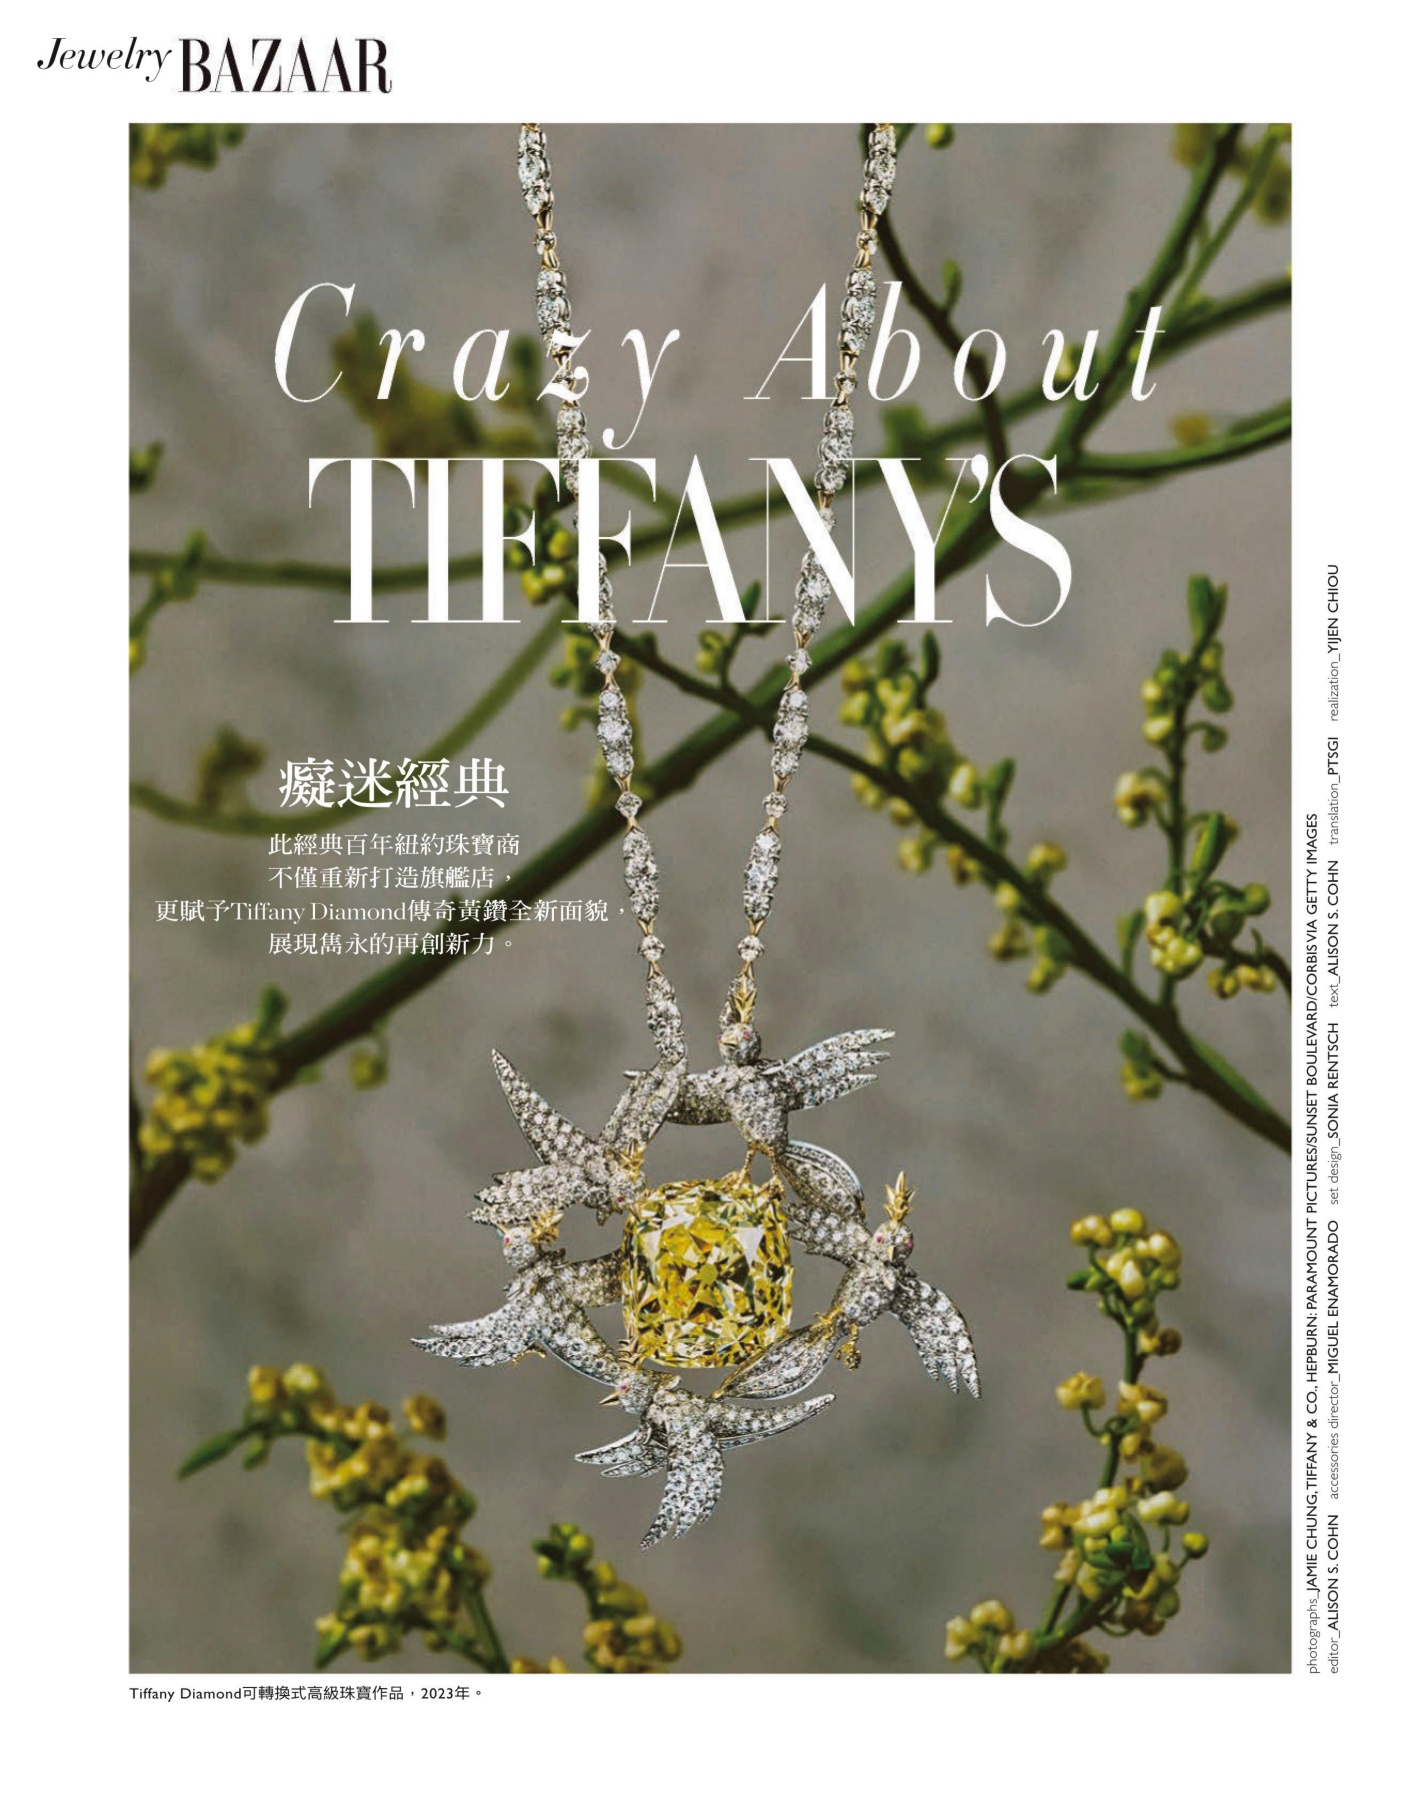 Jewelry BAZAAR
Crazy About
TIFFANY'S
癡迷經典
此經典百年紐約珠寶商
不僅重新打造旗艦店，
更賦予Tiffany Diamond傳奇黃鑽全新面貌，
展現雋永的再創新力。
photographs_JAMIE CHUNG,TIFFANY & CO., HEPBURN: PARAMOUNT PICTURES/SUNSET BOULEVARD/CORBIS VIA GETTY IMAGES
editor_ALISON S. COHN accessories director_MIGUEL ENAMORADO set design_SONIA RENTSCH text_ALISON S. COHN translation_PTSGI realization_YIJEN CHIOU
Tiffany Diamond可轉換式高級珠寶作品，2023年。